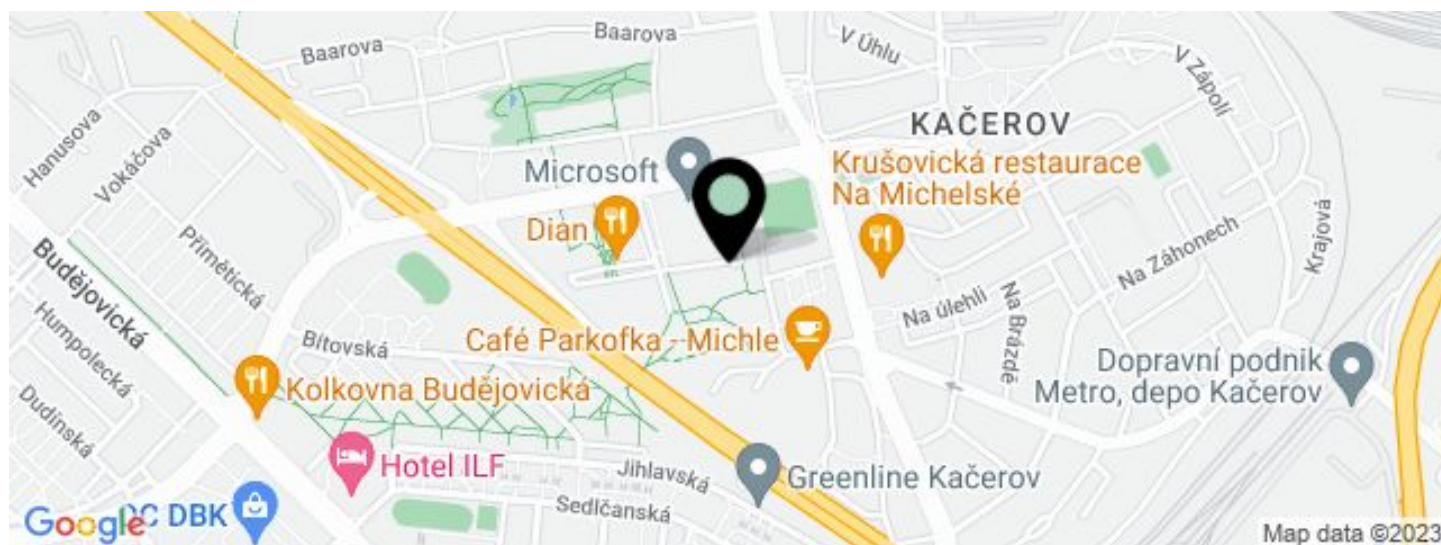 Baarova
Baarova
V Úhlu
V Zápolí
Hanusova
Vokáčova
KAČEROV
Microsoft
Krušovická restaurace
Na Michelské
Dian
Přímětická
Budějovická
Krajová
Na Záhonech
Na úlehli
Na Brázdě
Humpolecká
Bítovská
Café Parkofka - Michle
Dopravní podnik
Metro, depo Kačerov
Kolkovna Budějovická
Dudínská
Hotel ILF
Jihlavská
Greenline Kačerov
Sedlčanská
Google
DBK
Map data ©2023